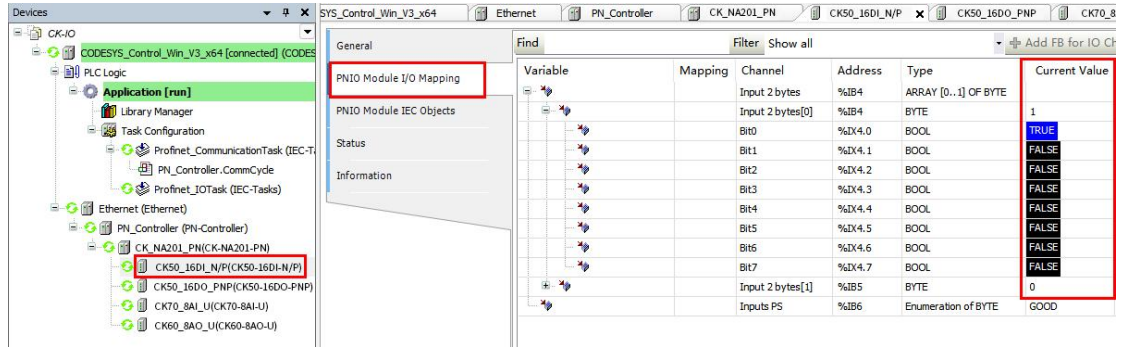 Devices
CK-IO
CODESYS_Control_Win_V3_x64 [connected] (CODES
PLC Logic
Application [run]
Library Manager
Task Configuration
Profinet_CommunicationTask (IEC-Ta
PN_Controller.CommCycle
Profinet_IOTask (IEC-Tasks)
Ethernet (Ethernet)
PN_Controller (PN-Controller)
CK_NA201_PN(CK-NA201-PN)
CK50_16DI_N/P(CK50-16DI-N/P)
CK50_16DO_PNP(CK50-16DO-PNP)
CK70_8AI_U(CK70-8AI-U)
CK60_8AO_U(CK60-8AO-U)
SYS_Control_Win_V3_x64 Ethernet PN_Controller CK_NA201_PN CK50_16DI_N/P CK50_16DO_PNP CK70_8
General
PNIO Module I/O Mapping
PNIO Module IEC Objects
Status
Information
Find Filter Show all Add FB for IO Ch
Variable Mapping Channel Address Type Current Value
Input 2 bytes %IB4 ARRAY [0..1] OF BYTE
Input 2 bytes[0] %IB4 BYTE 1
Bit0 %IX4.0 BOOL TRUE
Bit1 %IX4.1 BOOL FALSE
Bit2 %IX4.2 BOOL FALSE
Bit3 %IX4.3 BOOL FALSE
Bit4 %IX4.4 BOOL FALSE
Bit5 %IX4.5 BOOL FALSE
Bit6 %IX4.6 BOOL FALSE
Bit7 %IX4.7 BOOL FALSE
Input 2 bytes[1] %IB5 BYTE 0
Inputs PS %IB6 Enumeration of BYTE GOOD